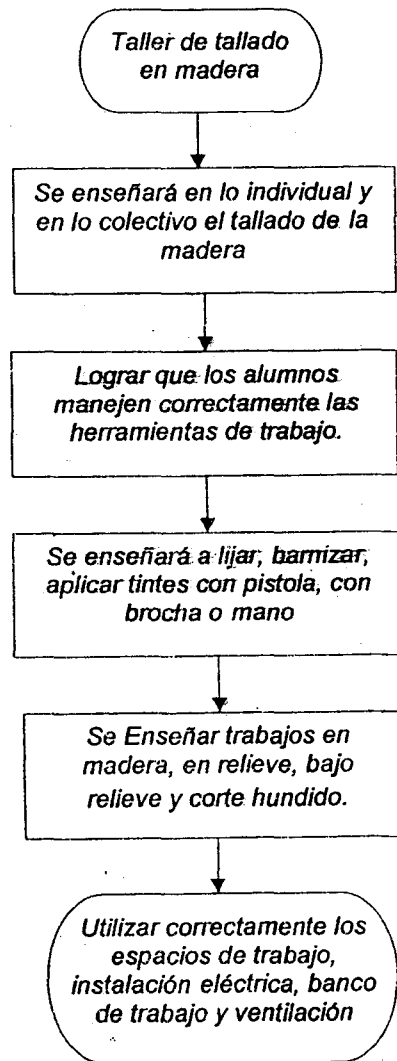 Taller de tallado
en madera
Se enseñará en lo individual y
en lo colectivo el tallado de la
madera
Lograr que los alumnos
manejen correctamente las
herramientas de trabajo.
Se enseñará a lijar, barnizar,
aplicar tintes con pistola, con
brocha o mano
Se Enseñar trabajos en
madera, en relieve, bajo
relieve y corte hundido.
Utilizar correctamente los
espacios de trabajo,
instalación eléctrica, banco
de trabajo y ventilación